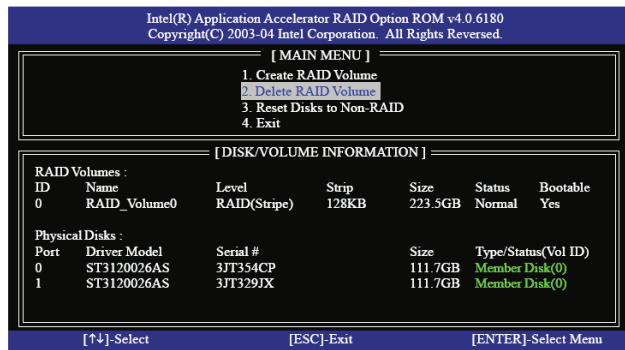 Intel(R) Application Accelerator RAID Option ROM v4.0.6180
Copyright(C) 2003-04 Intel Corporation. All Rights Reversed.
[ MAIN MENU ]
1. Create RAID Volume
2. Delete RAID Volume
3. Reset Disks to Non-RAID
4. Exit
[ DISK/VOLUME INFORMATION ]
RAID Volumes :
ID Name Level Strip Size Status Bootable
0 RAID_Volume0 RAID(Stripe) 128KB 223.5GB Normal Yes
Physical Disks :
Port Driver Model Serial # Size Type/Status(Vol ID)
0 ST3120026AS 3JT354CP 111.7GB Member Disk(0)
1 ST3120026AS 3JT329JX 111.7GB Member Disk(0)
[↑↓]-Select [ESC]-Exit [ENTER]-Select Menu